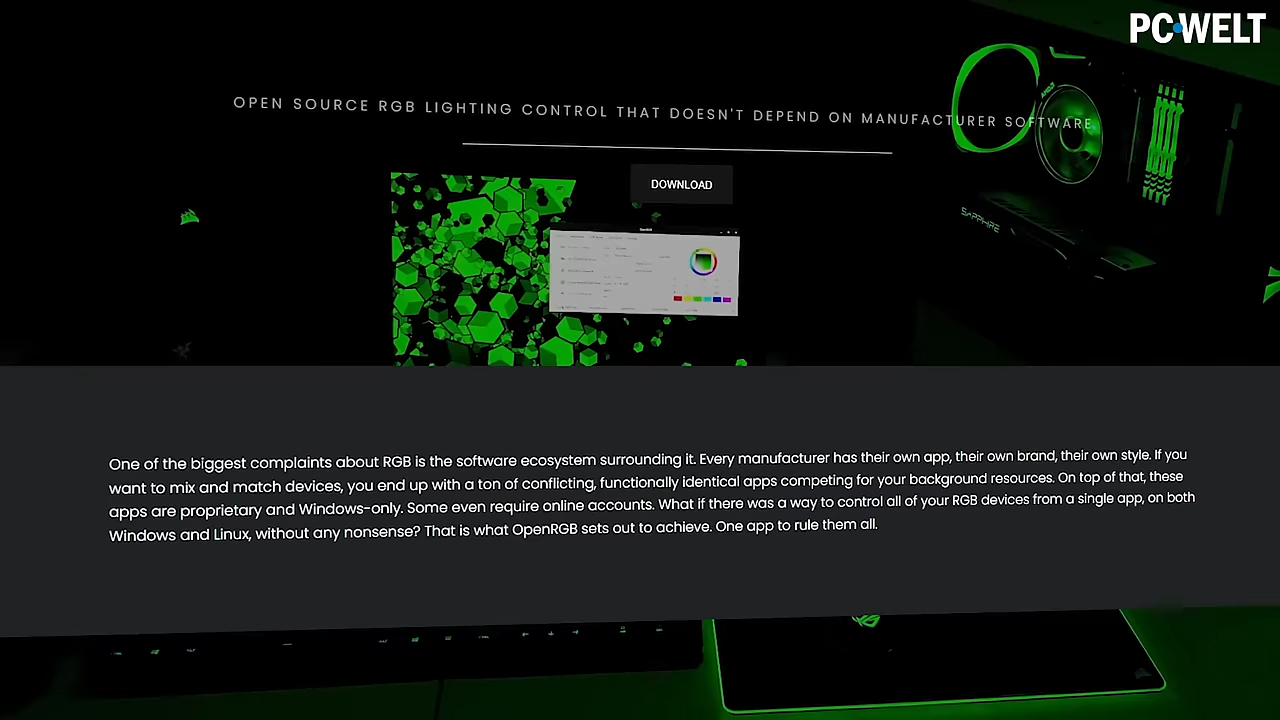 PC WELT
OPEN SOURCE RGB LIGHTING CONTROL THAT DOESN'T DEPEND ON MANUFACTURER SOFTWARE
AMD
DOWNLOAD
SAPPHIRE
OpenRGB
One of the biggest complaints about RGB is the software ecosystem surrounding it. Every manufacturer has their own app, their own brand, their own style. If you
want to mix and match devices, you end up with a ton of conflicting, functionally identical apps competing for your background resources. On top of that, these
apps are proprietary and Windows-only. Some even require online accounts. What if there was a way to control all of your RGB devices from a single app, on both
Windows and Linux, without any nonsense? That is what OpenRGB sets out to achieve. One app to rule them all.